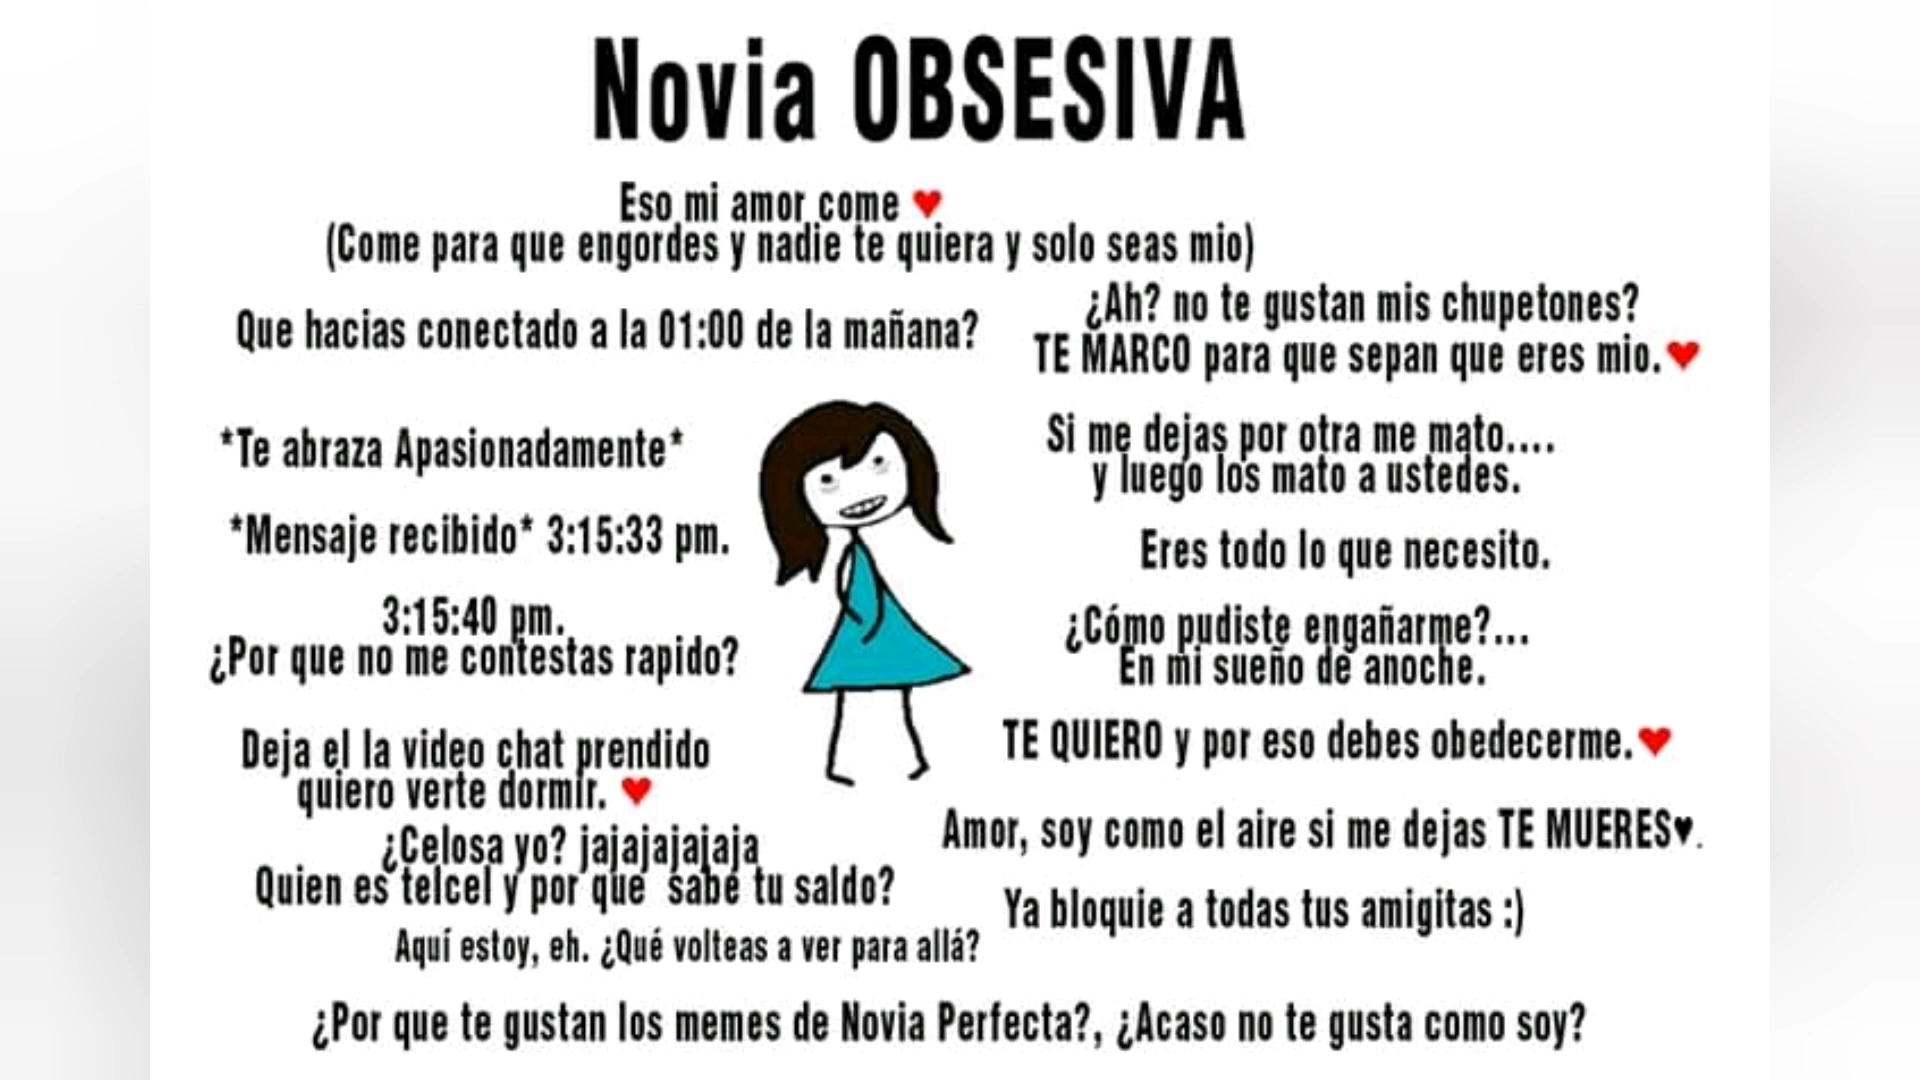 Novia OBSESIVA
Eso mi amor come ♥
(Come para que engordes y nadie te quiera y solo seas mio)
Que hacias conectado a la 01:00 de la mañana?
*Te abraza Apasionadamente*
*Mensaje recibido* 3:15:33 pm.
3:15:40 pm.
¿Por que no me contestas rapido?
Deja el la video chat prendido
quiero verte dormir. ♥
¿Celosa yo? jajajajajaja
Quien es telcel y por que sabe tu saldo?
Aquí estoy, eh. ¿Qué volteas a ver para allá?
¿Ah? no te gustan mis chupetones?
TE MARCO para que sepan que eres mio.♥
Si me dejas por otra me mato....
y luego los mato a ustedes.
Eres todo lo que necesito.
¿Cómo pudiste engañarme?...
En mi sueño de anoche.
TE QUIERO y por eso debes obedecerme.♥
Amor, soy como el aire si me dejas TE MUERES♥.
Ya bloquie a todas tus amigitas :)
¿Por que te gustan los memes de Novia Perfecta?, ¿Acaso no te gusta como soy?